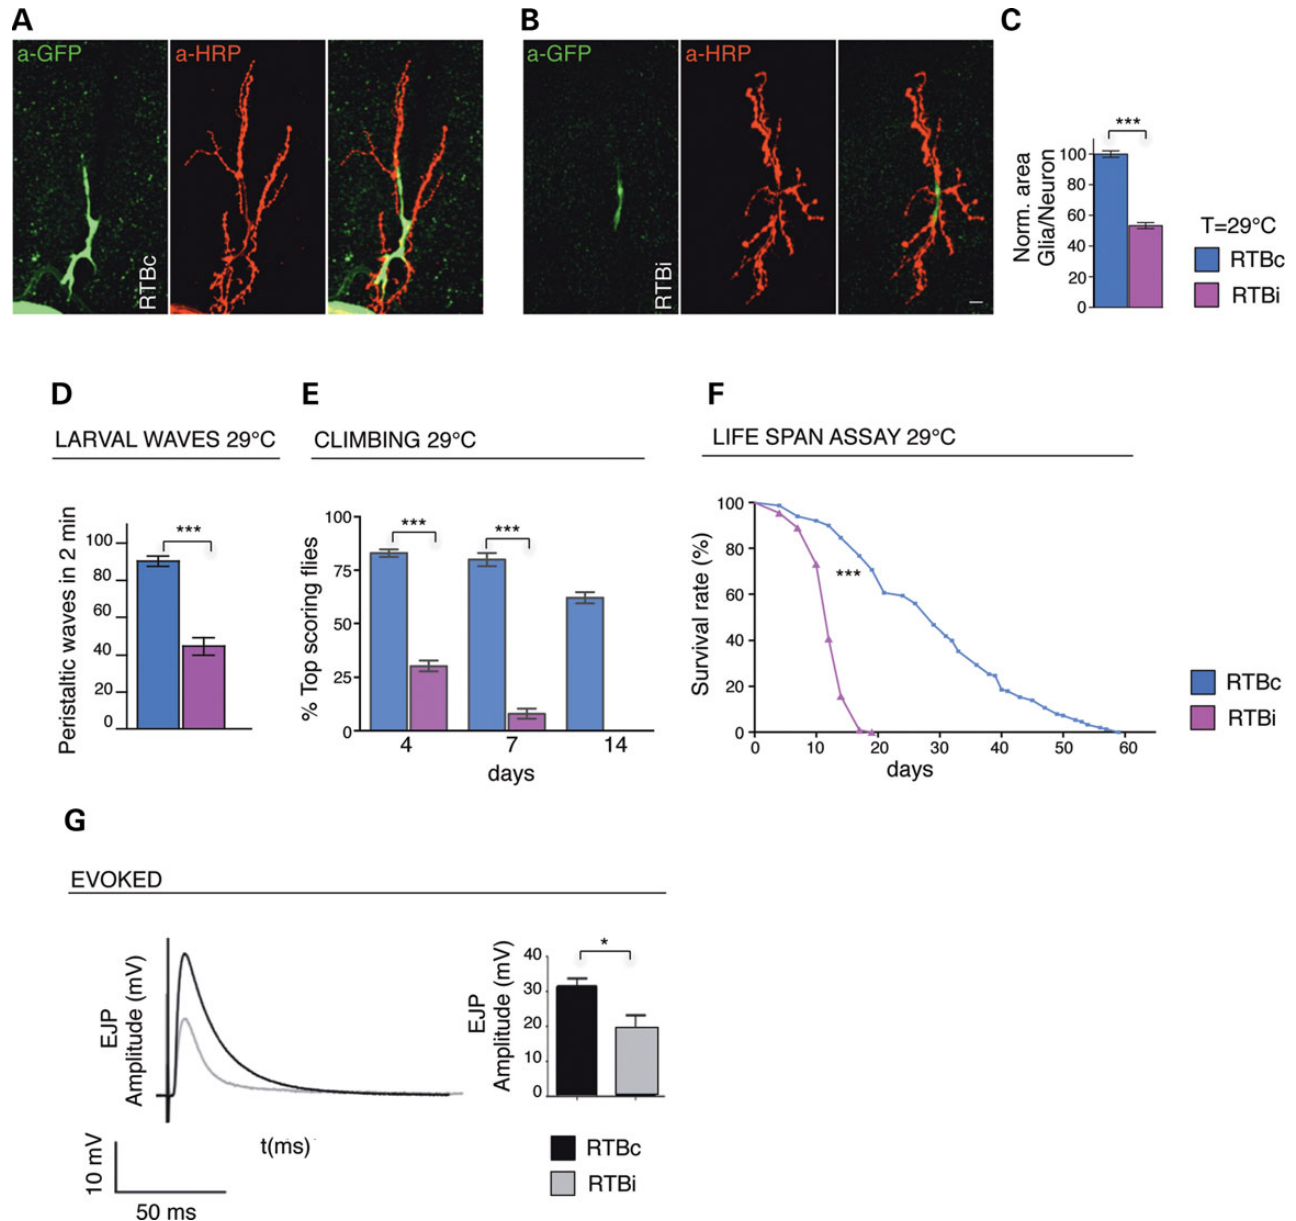 A
a-GFP
a-HRP
RTBc
B
a-GFP
a-HRP
RTBi
C
Norm. area
Glia/Neuron
100
80
60
40
20
0
***
T=29°C
RTBc
RTBi
D
LARVAL WAVES 29°C
Peristaltic waves in 2 min
100
80
60
40
20
0
***
E
CLIMBING 29°C
% Top scoring flies
100
75
50
25
0
***
***
4 7 14
days
F
LIFE SPAN ASSAY 29°C
Survival rate (%)
100
80
60
40
20
0
***
0 10 20 30 40 50 60
days
RTBc
RTBi
G
EVOKED
EJP
Amplitude (mV)
t(ms)
10 mV
50 ms
EJP
Amplitude (mV)
40
30
20
10
0
*
RTBc
RTBi